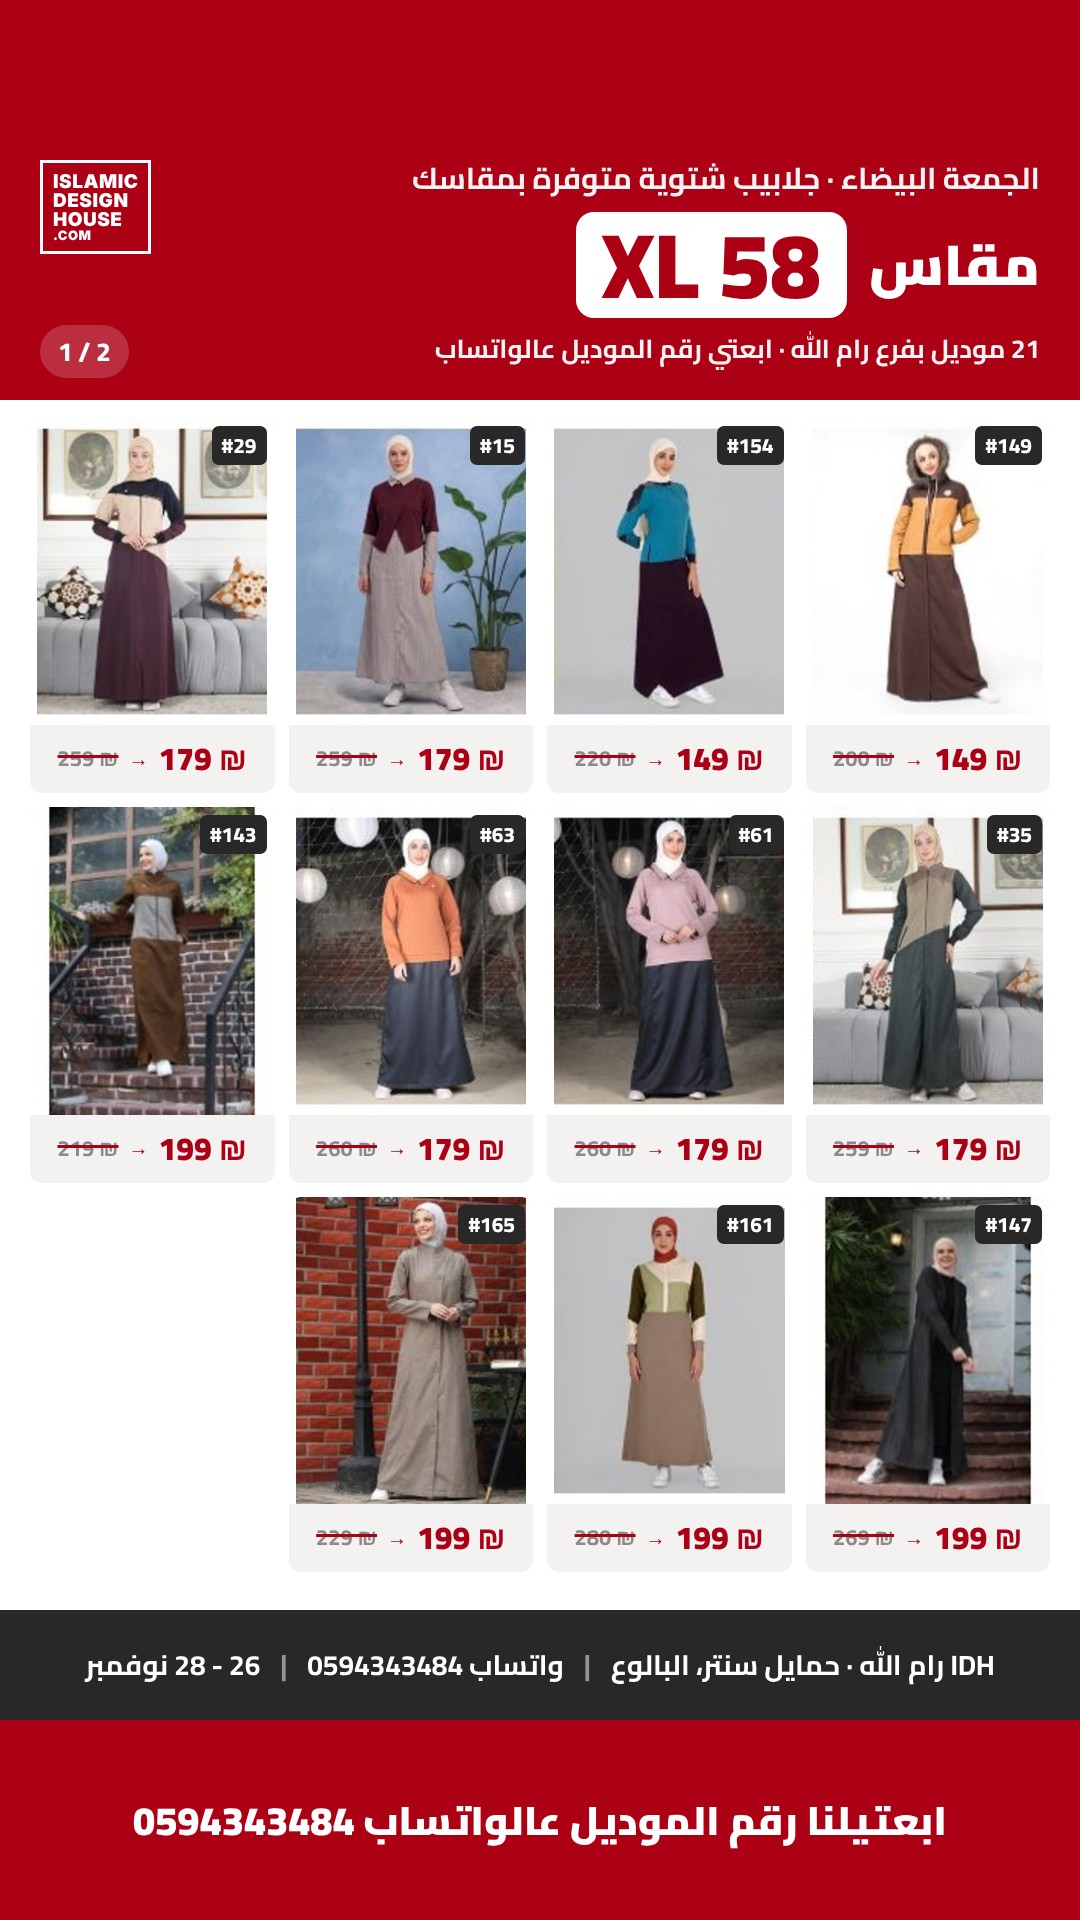 ISLAMIC
DESIGN
HOUSE
.COM
الجمعة البيضاء · جلابيب شتوية متوفرة بمقاسك
مقاس XL 58
21 موديل بفرع رام الله · ابعتي رقم الموديل عالواتساب
1 / 2
#149
#154
#15
#29
200 ₪ → 149 ₪
220 ₪ → 149 ₪
259 ₪ → 179 ₪
259 ₪ → 179 ₪
#35
#61
#63
#143
259 ₪ → 179 ₪
260 ₪ → 179 ₪
260 ₪ → 179 ₪
219 ₪ → 199 ₪
#147
#161
#165
269 ₪ → 199 ₪
280 ₪ → 199 ₪
229 ₪ → 199 ₪
IDH رام الله · حمايل سنتر، البالوع | واتساب 0594343484 | 26 - 28 نوفمبر
ابعتيلنا رقم الموديل عالواتساب 0594343484